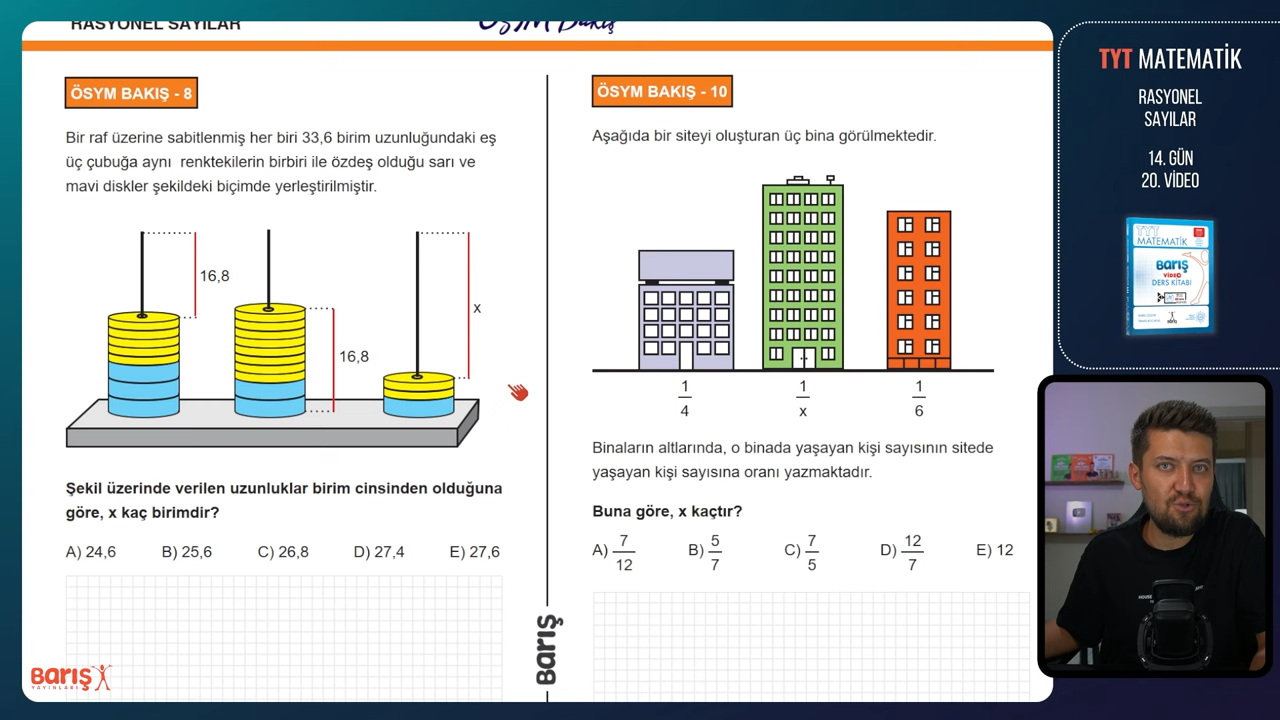 RASYONEL SAYILAR
ÖSYM Bakış
ÖSYM BAKIŞ - 8
Bir raf üzerine sabitlenmiş her biri 33,6 birim uzunluğundaki eş
üç çubuğa aynı renktekilerin birbiri ile özdeş olduğu sarı ve
mavi diskler şekildeki biçimde yerleştirilmiştir.
16,8
16,8
x
Şekil üzerinde verilen uzunluklar birim cinsinden olduğuna
göre, x kaç birimdir?
A) 24,6 B) 25,6 C) 26,8 D) 27,4 E) 27,6
BARIŞ
YAYINLARI
BARIŞ
ÖSYM BAKIŞ - 10
Aşağıda bir siteyi oluşturan üç bina görülmektedir.
1/4 1/x 1/6
Binaların altlarında, o binada yaşayan kişi sayısının sitede
yaşayan kişi sayısına oranı yazmaktadır.
Buna göre, x kaçtır?
A) 7/12 B) 5/7 C) 7/5 D) 12/7 E) 12
TYT MATEMATİK
RASYONEL
SAYILAR
14. GÜN
20. VİDEO
TYT
MATEMATİK
BARIŞ
VİDEO
DERS KİTABI